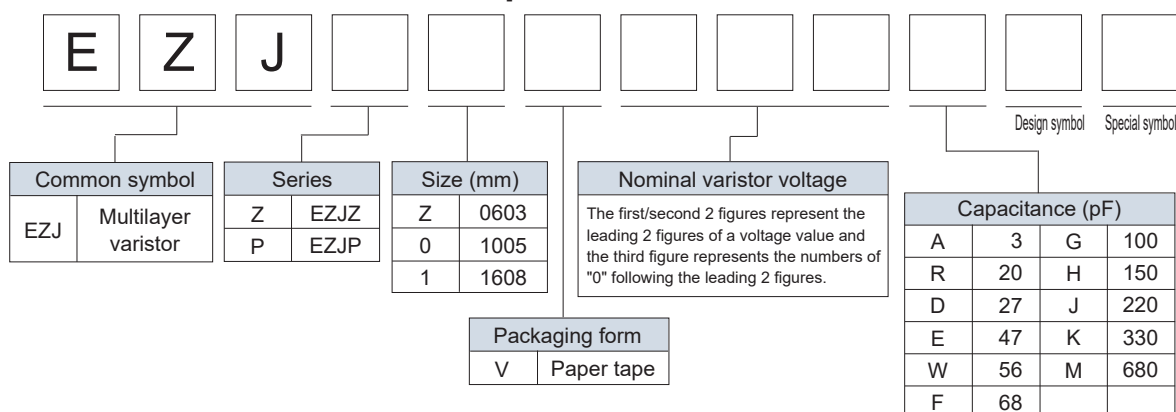 E Z J
Design symbol Special symbol
Common symbol
EZJ Multilayer varistor
Series
Z EZJZ
P EZJP
Size (mm)
Z 0603
0 1005
1 1608
Packaging form
V Paper tape
Nominal varistor voltage
The first/second 2 figures represent the
leading 2 figures of a voltage value and
the third figure represents the numbers of
"0" following the leading 2 figures.
Capacitance (pF)
A 3 G 100
R 20 H 150
D 27 J 220
E 47 K 330
W 56 M 680
F 68